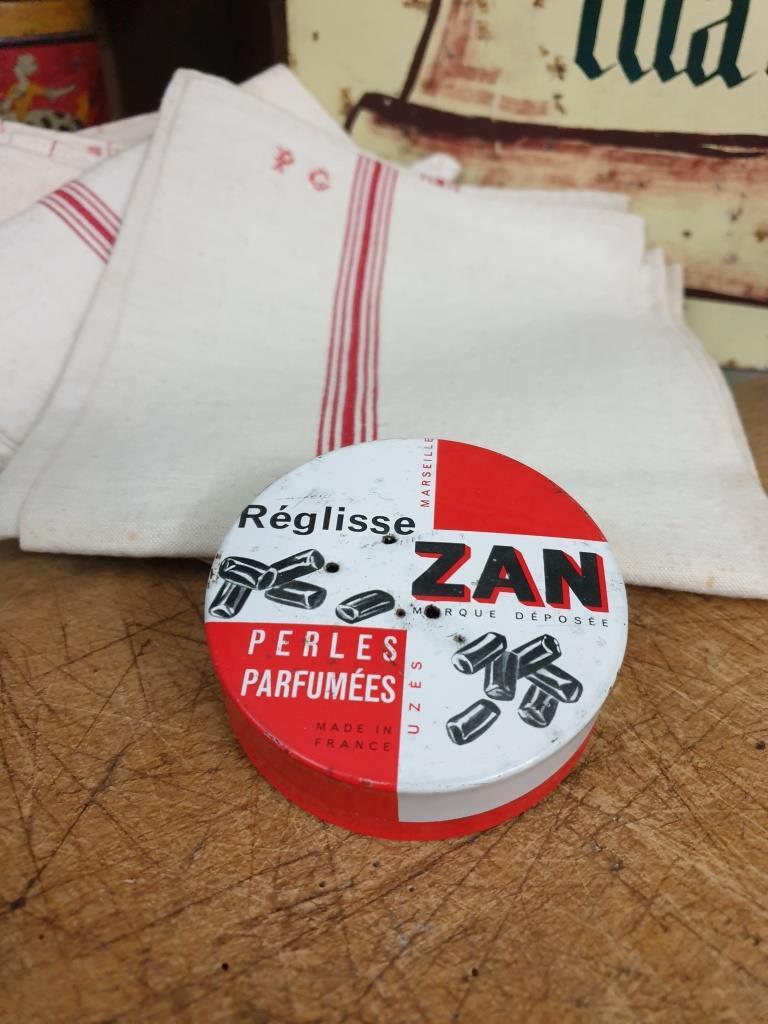 R G
MARSEILLE
Réglisse
ZAN
MARQUE DÉPOSÉE
PERLES
PARFUMÉES
UZÈS
MADE IN
FRANCE